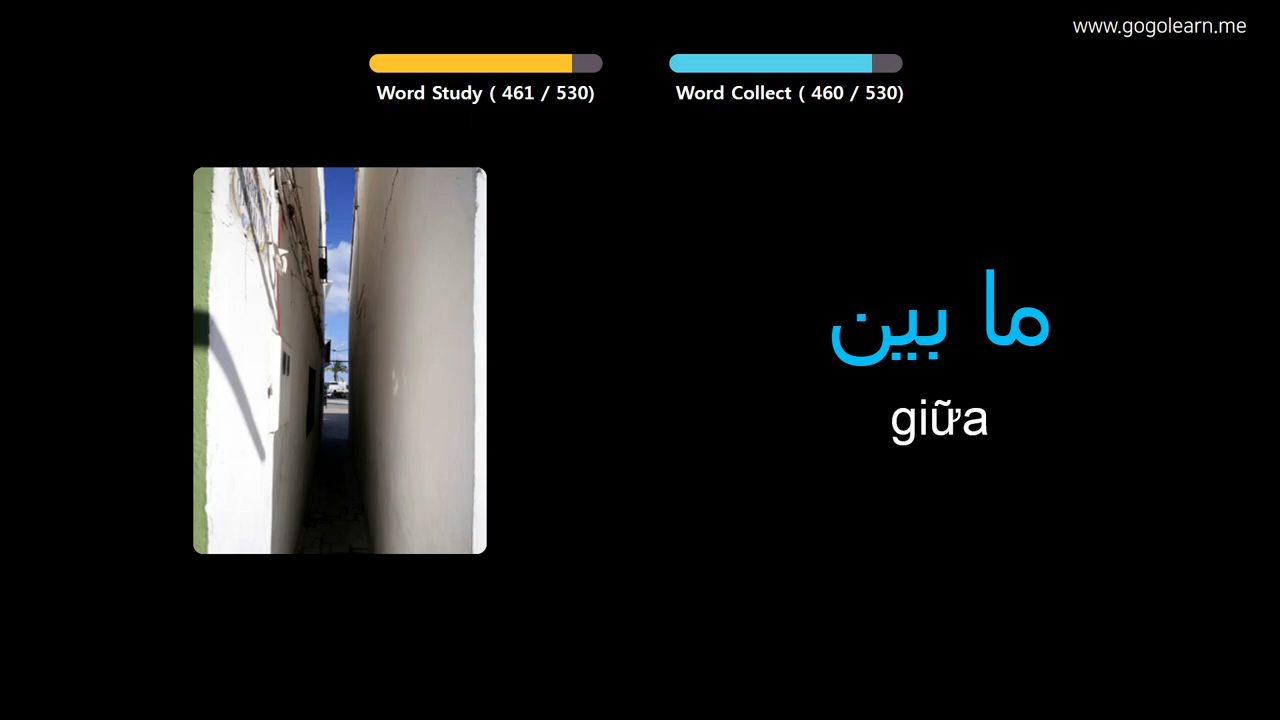 www.gogolearn.me
Word Study ( 461 / 530)
Word Collect ( 460 / 530)
ما بين
giữa